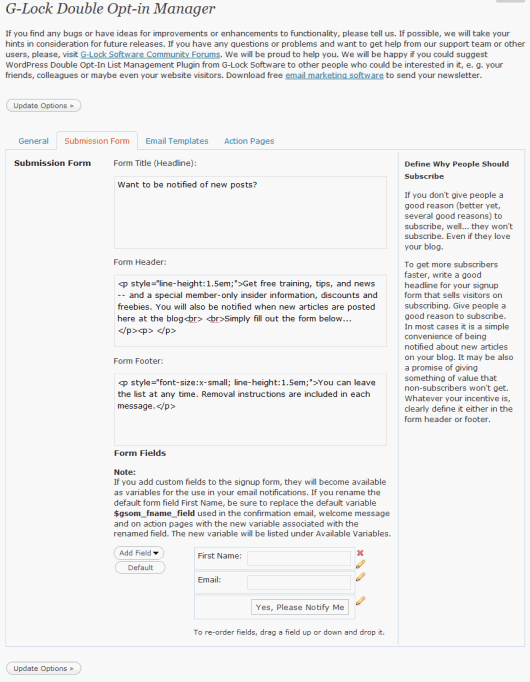 G-Lock Double Opt-in Manager
If you find any bugs or have ideas for improvements or enhancements to functionality, please tell us. If possible, we will take your
hints in consideration for future releases. If you have any questions or problems and want to get help from our support team or other
users, please, visit G-Lock Software Community Forums. We will be proud to help you. We will be happy if you could suggest
WordPress Double Opt-In List Management Plugin from G-Lock Software to other people who could be interested in it, e. g. your
friends, colleagues or maybe even your website visitors. Download free email marketing software to send your newsletter.
Update Options »
General Submission Form Email Templates Action Pages
Submission Form
Form Title (Headline):
Want to be notified of new posts?
Form Header:
<p style="line-height:1.5em;">Get free training, tips, and news
-- and a special member-only insider information, discounts and
freebies. You will also be notified when new articles are posted
here at the blog<br> <br>Simply fill out the form below...
</p><p> </p>
Form Footer:
<p style="font-size:x-small; line-height:1.5em;">You can leave
the list at any time. Removal instructions are included in each
message.</p>
Form Fields
Note:
If you add custom fields to the signup form, they will become available
as variables for the use in your email notifications. If you rename the
default form field First Name, be sure to replace the default variable
$gsom_fname_field used in the confirmation email, welcome message
and on action pages with the new variable associated with the
renamed field. The new variable will be listed under Available Variables.
Add Field
Default
First Name:
Email:
Yes, Please Notify Me
To re-order fields, drag a field up or down and drop it.
Define Why People Should
Subscribe
If you don't give people a
good reason (better yet,
several good reasons) to
subscribe, well... they won't
subscribe. Even if they love
your blog.
To get more subscribers
faster, write a good
headline for your signup
form that sells visitors on
subscribing. Give people a
good reason to subscribe.
In most cases it is a simple
convenience of being
notified about new articles
on your blog. It may be also
a promise of giving
something of value that
non-subscribers won't get.
Whatever your incentive is,
clearly define it either in the
form header or footer.
Update Options »